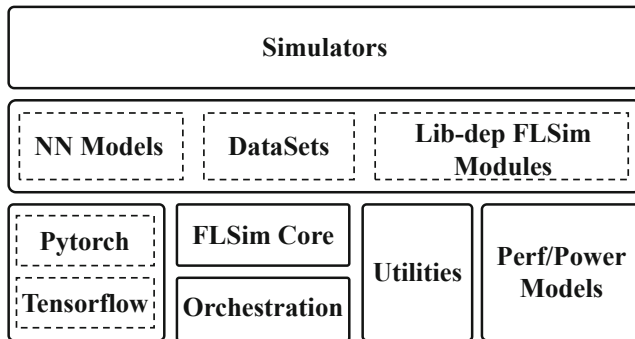 Simulators
NN Models
DataSets
Lib-dep FLSim
Modules
Pytorch
Tensorflow
FLSim Core
Orchestration
Utilities
Perf/Power
Models